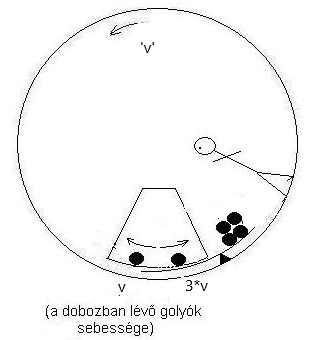 'v'
v 3*v
(a dobozban lévő golyók
sebessége)